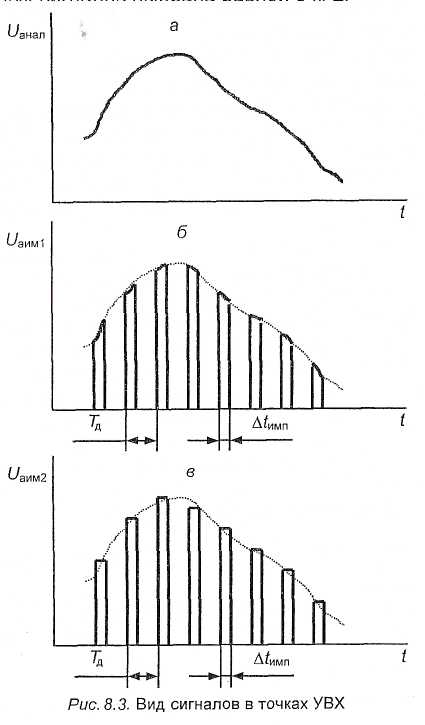 Uанал
а
t
Uаим1
б
Tд
Δtимп
t
Uаим2
в
Tд
Δtимп
t
Рис. 8.3. Вид сигналов в точках УВХ